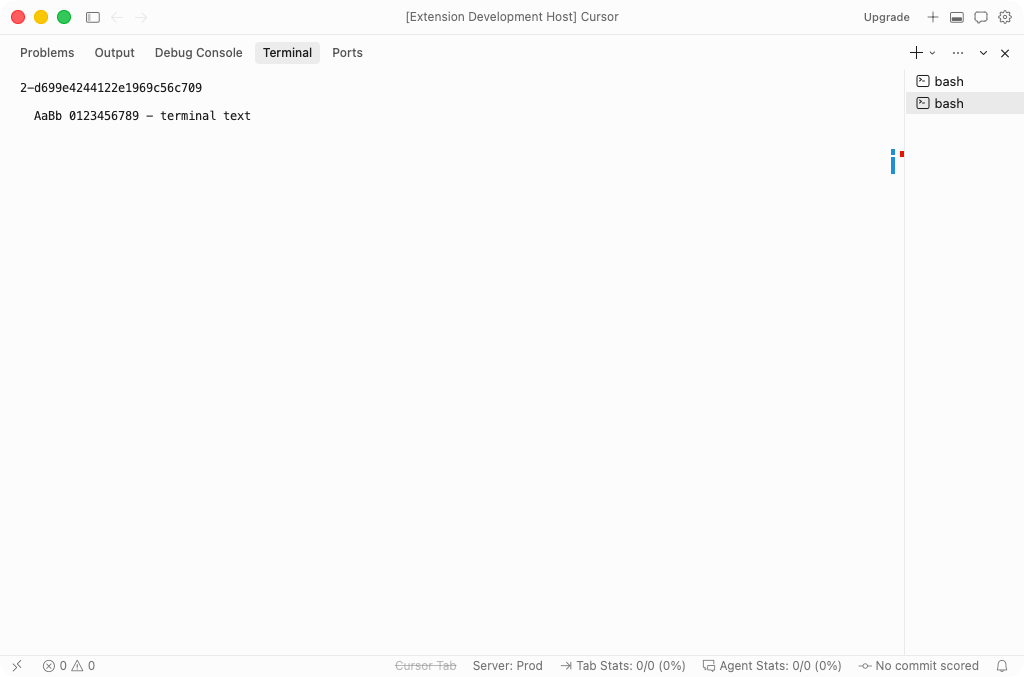 [Extension Development Host] Cursor
Upgrade
Problems Output Debug Console Terminal Ports
2-d699e4244122e1969c56c709
AaBb 0123456789 - terminal text
bash
bash
0 0 Cursor Tab Server: Prod Tab Stats: 0/0 (0%) Agent Stats: 0/0 (0%) No commit scored